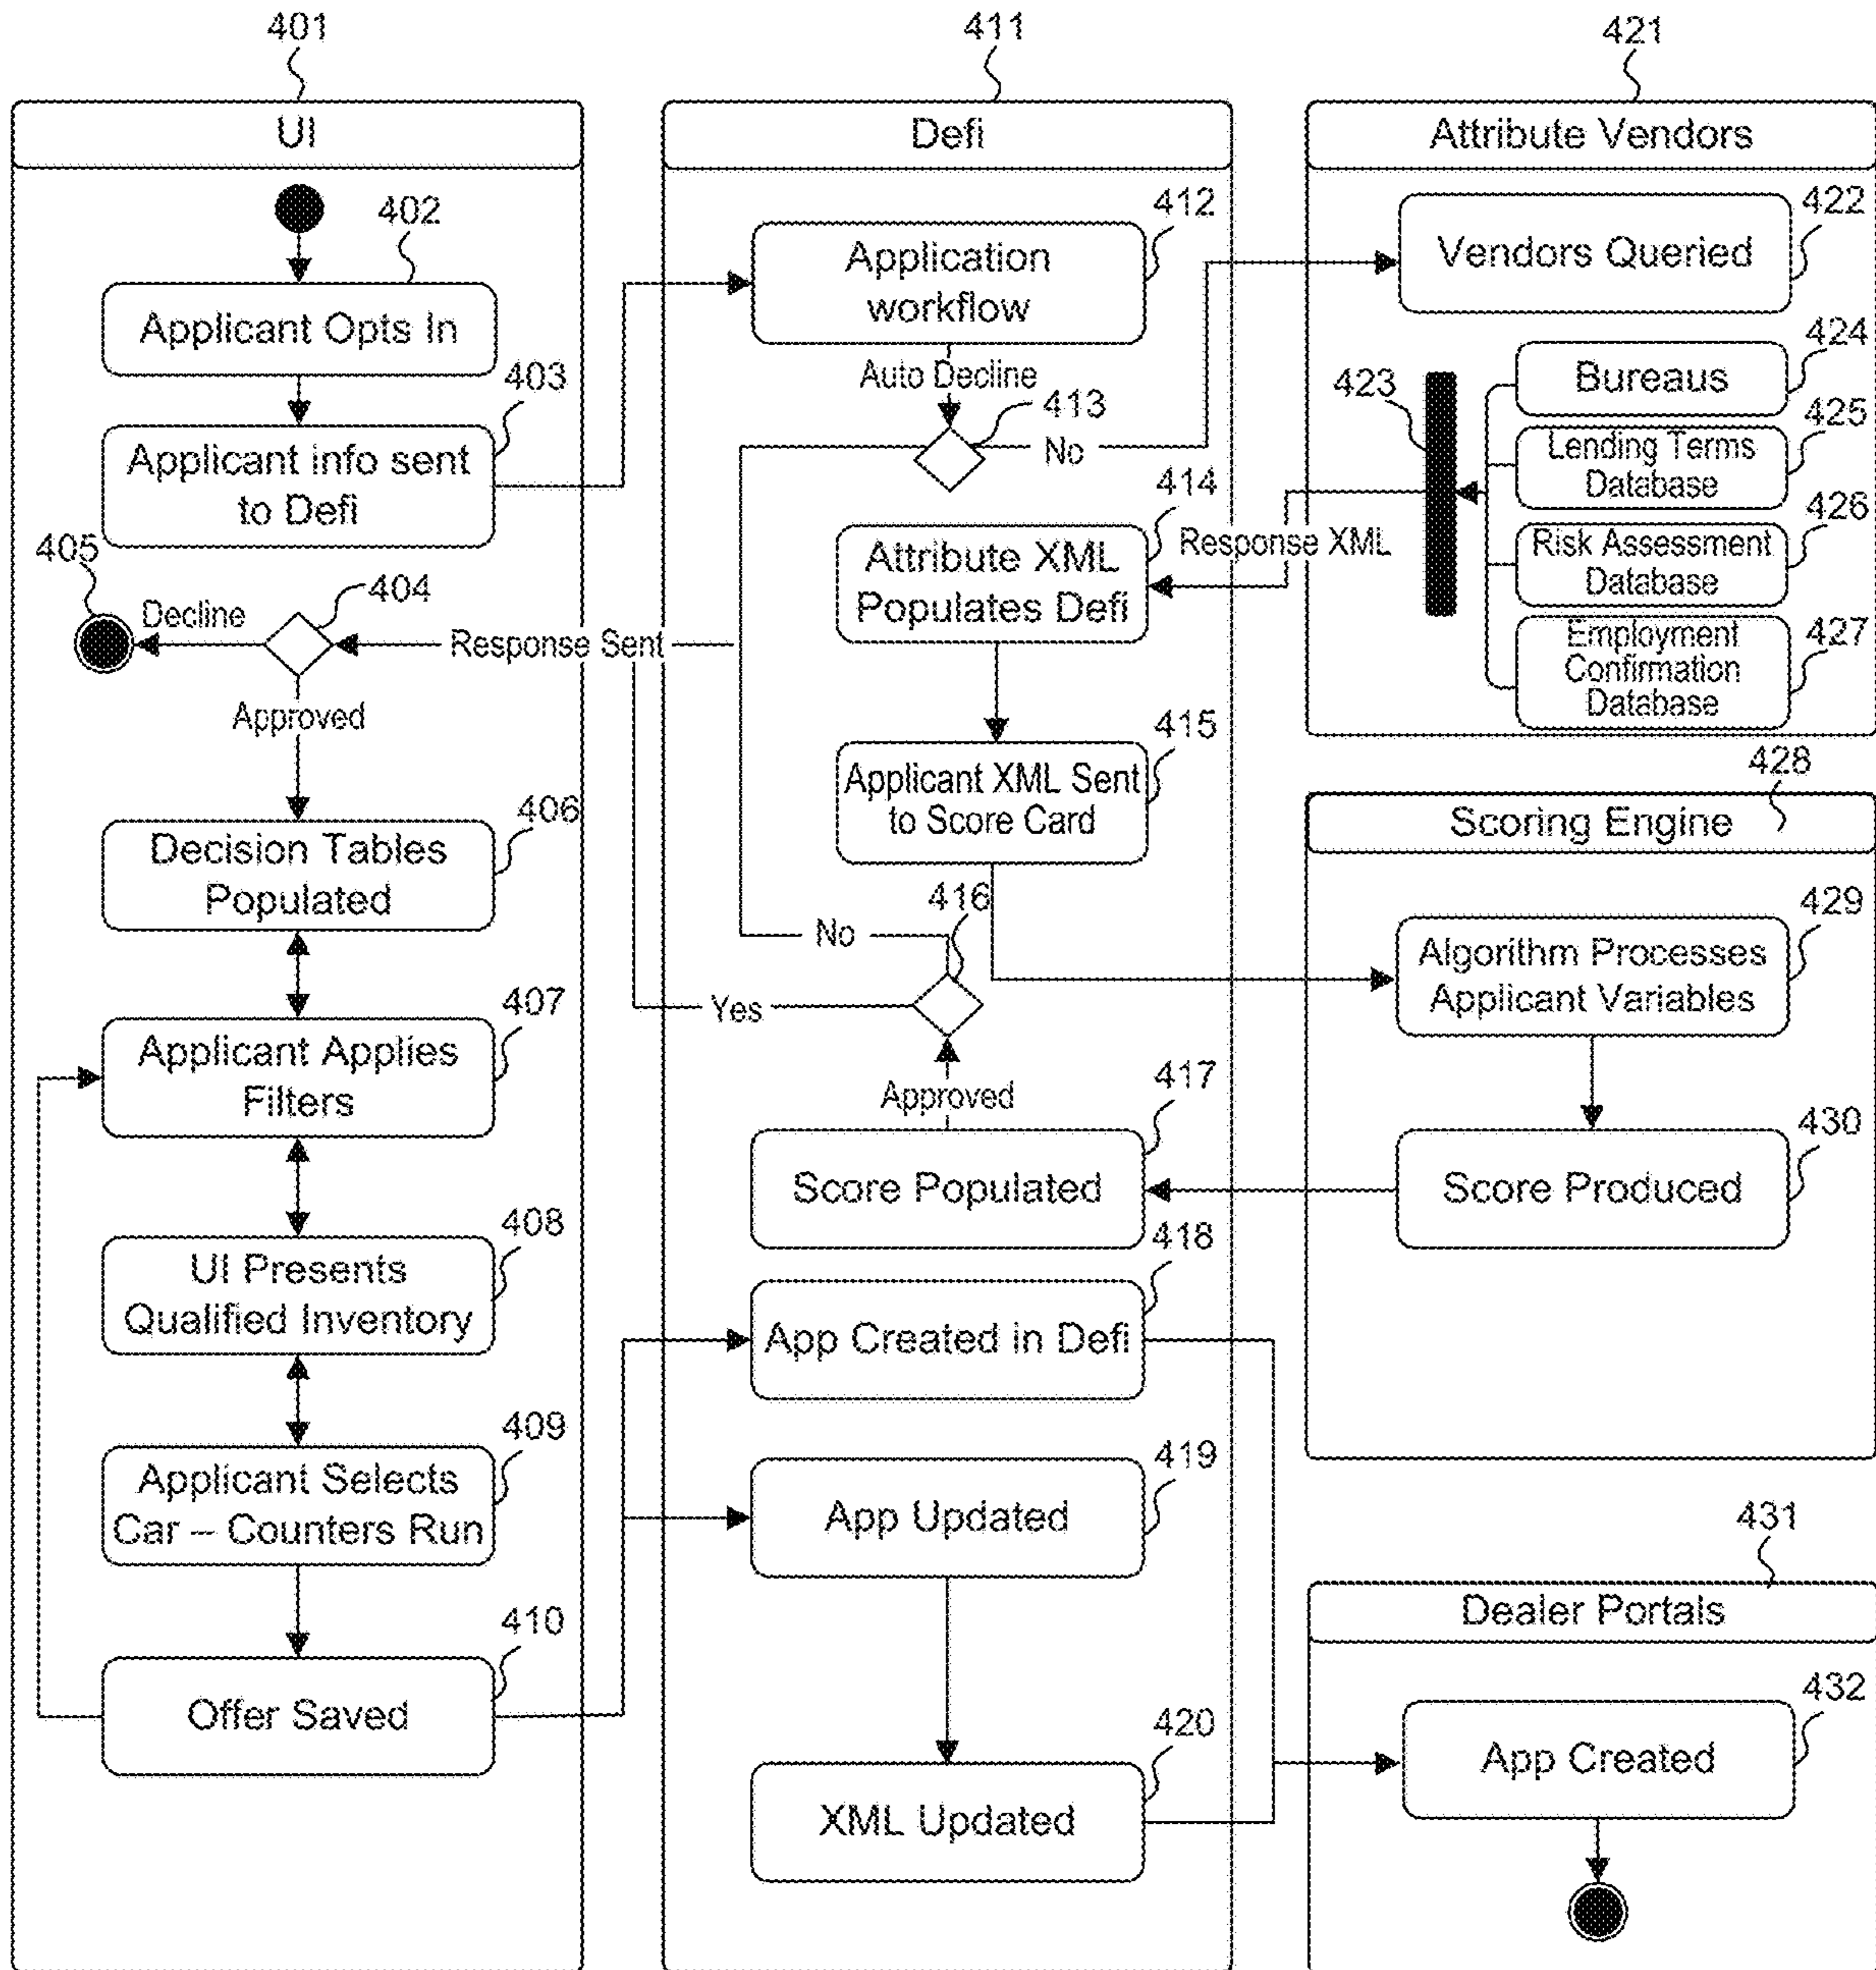 401
UI
402
Applicant Opts In
403
Applicant info sent
to Defi
405
Decline
404
Response Sent
Approved
406
Decision Tables
Populated
407
Applicant Applies
Filters
408
UI Presents
Qualified Inventory
409
Applicant Selects
Car – Counters Run
410
Offer Saved
411
Defi
412
Application
workflow
Auto Decline
413
No
414
Attribute XML
Populates Defi
Response XML
415
Applicant XML Sent
to Score Card
416
No
Yes
Approved
417
Score Populated
418
App Created in Defi
419
App Updated
420
XML Updated
421
Attribute Vendors
422
Vendors Queried
423
424
Bureaus
425
Lending Terms
Database
426
Risk Assessment
Database
427
Employment
Confirmation
Database
428
Scoring Engine
429
Algorithm Processes
Applicant Variables
430
Score Produced
431
Dealer Portals
432
App Created